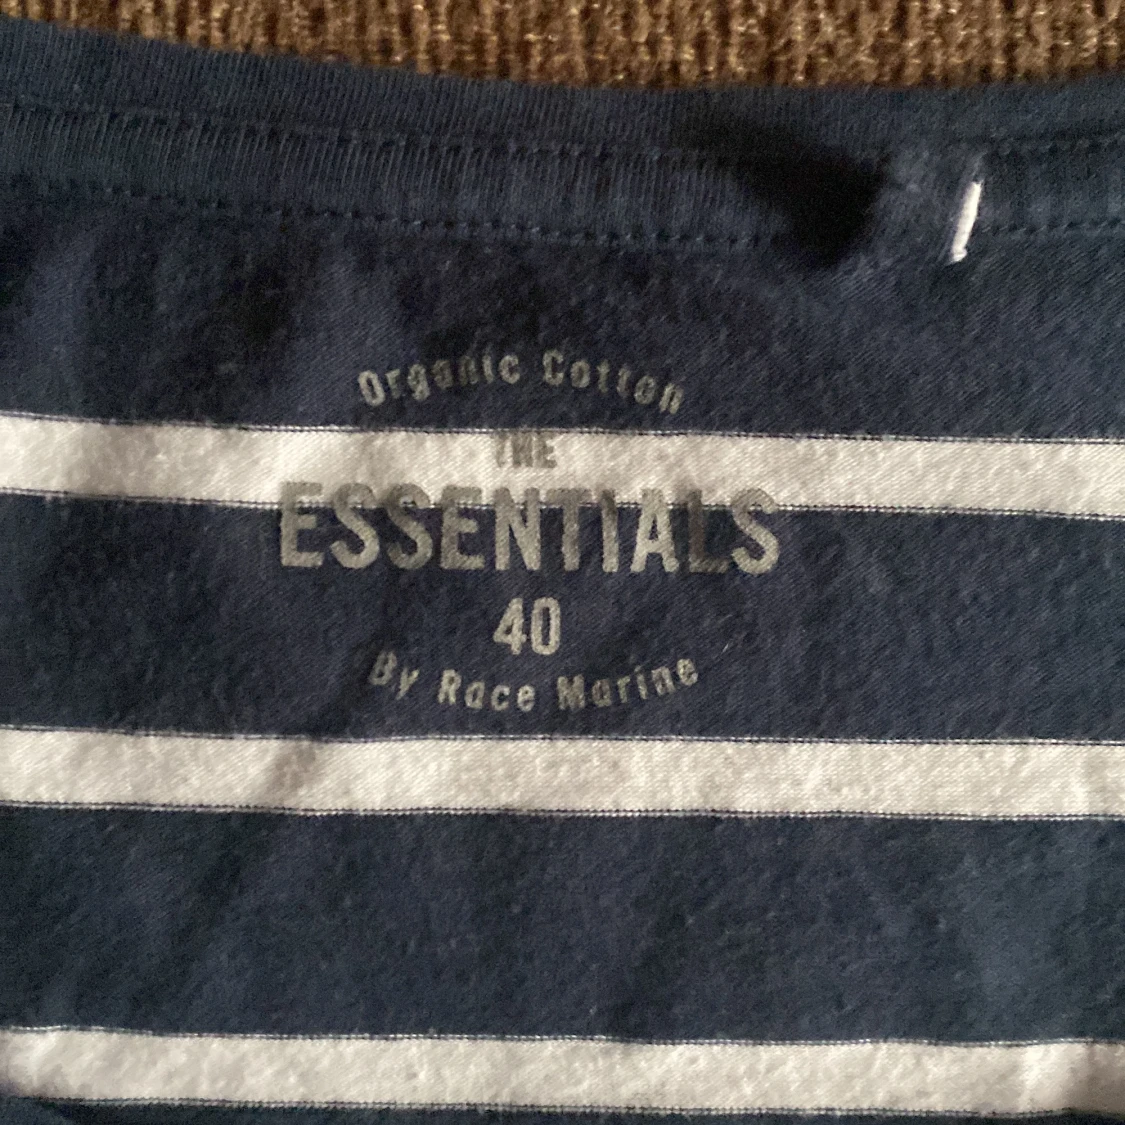 Organic Cotton
THE
ESSENTIALS
40
By Race Marine